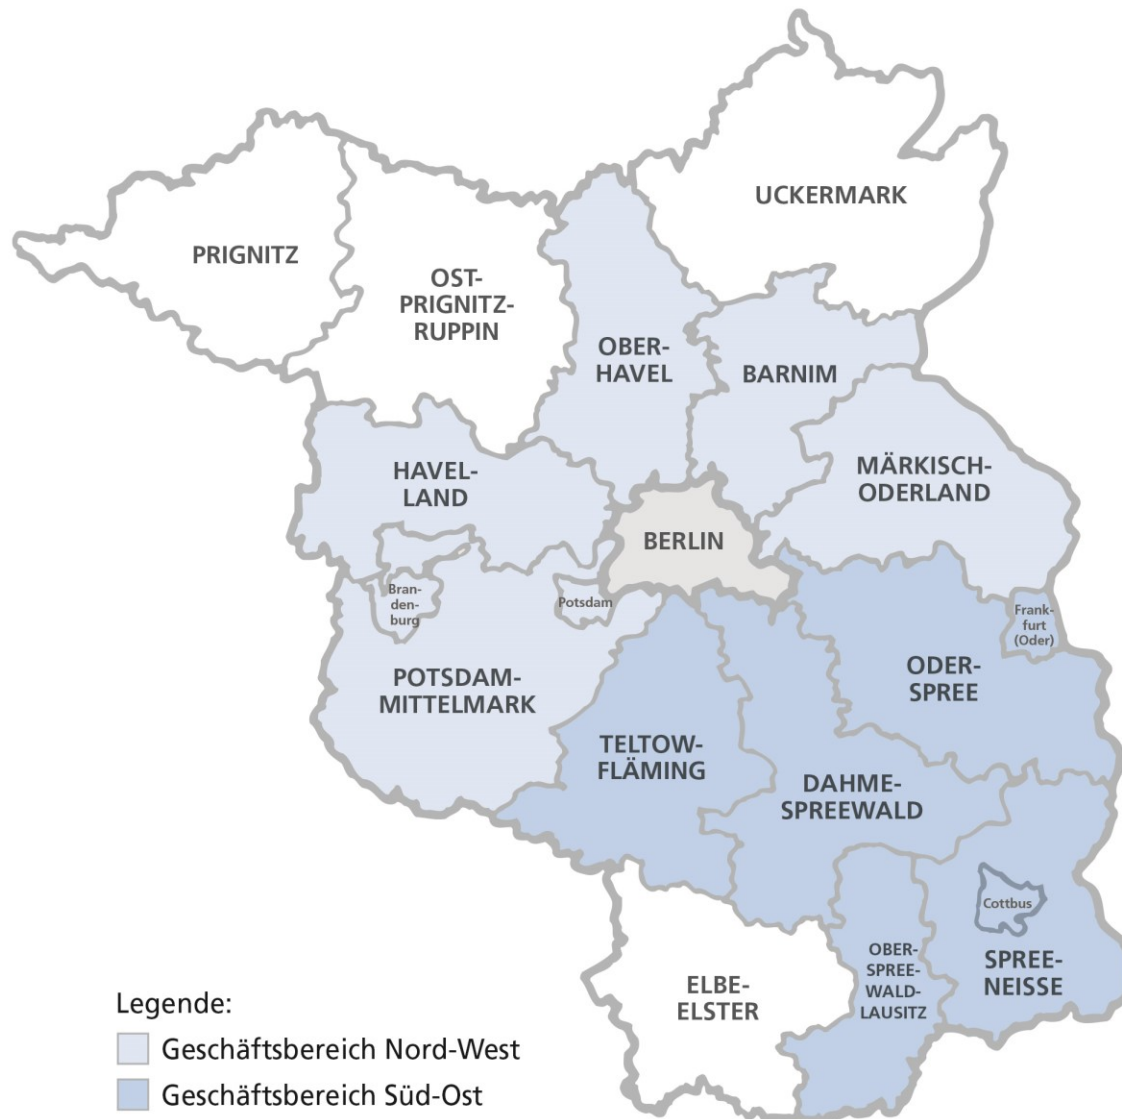 UCKERMARK
PRIGNITZ
OST-
PRIGNITZ-
RUPPIN
OBER-
HAVEL
BARNIM
HAVEL-
LAND
MÄRKISCH-
ODERLAND
BERLIN
Bran-
den-
burg
Potsdam
Frank-
furt
(Oder)
POTSDAM-
MITTELMARK
ODER-
SPREE
TELTOW-
FLÄMING
DAHME-
SPREEWALD
Cottbus
OBER-
SPREE-
WALD-
LAUSITZ
SPREE-
NEISSE
ELBE-
ELSTER
Legende:
Geschäftsbereich Nord-West
Geschäftsbereich Süd-Ost